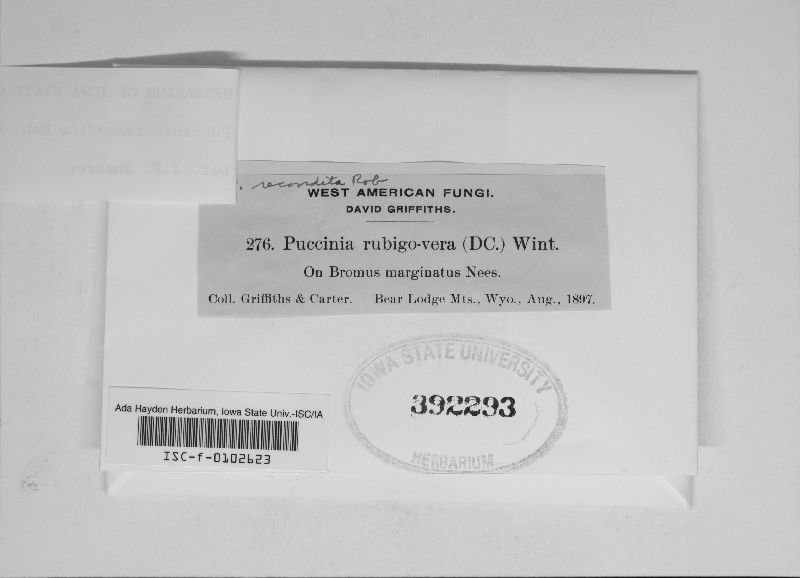 HERBARIUM OF IOWA STATE
Puccinia recondita Rob.
Det. J.F. Shearer
P. recondita Rob
WEST AMERICAN FUNGI.
DAVID GRIFFITHS.
276. Puccinia rubigo-vera (DC.) Wint.
On Bromus marginatus Nees.
Coll. Griffiths & Carter. Bear Lodge Mts., Wyo., Aug., 1897.
IOWA STATE UNIVERSITY
392293
HERBARIUM
Ada Hayden Herbarium, Iowa State Univ.-ISC/IA
ISC-f-0102623